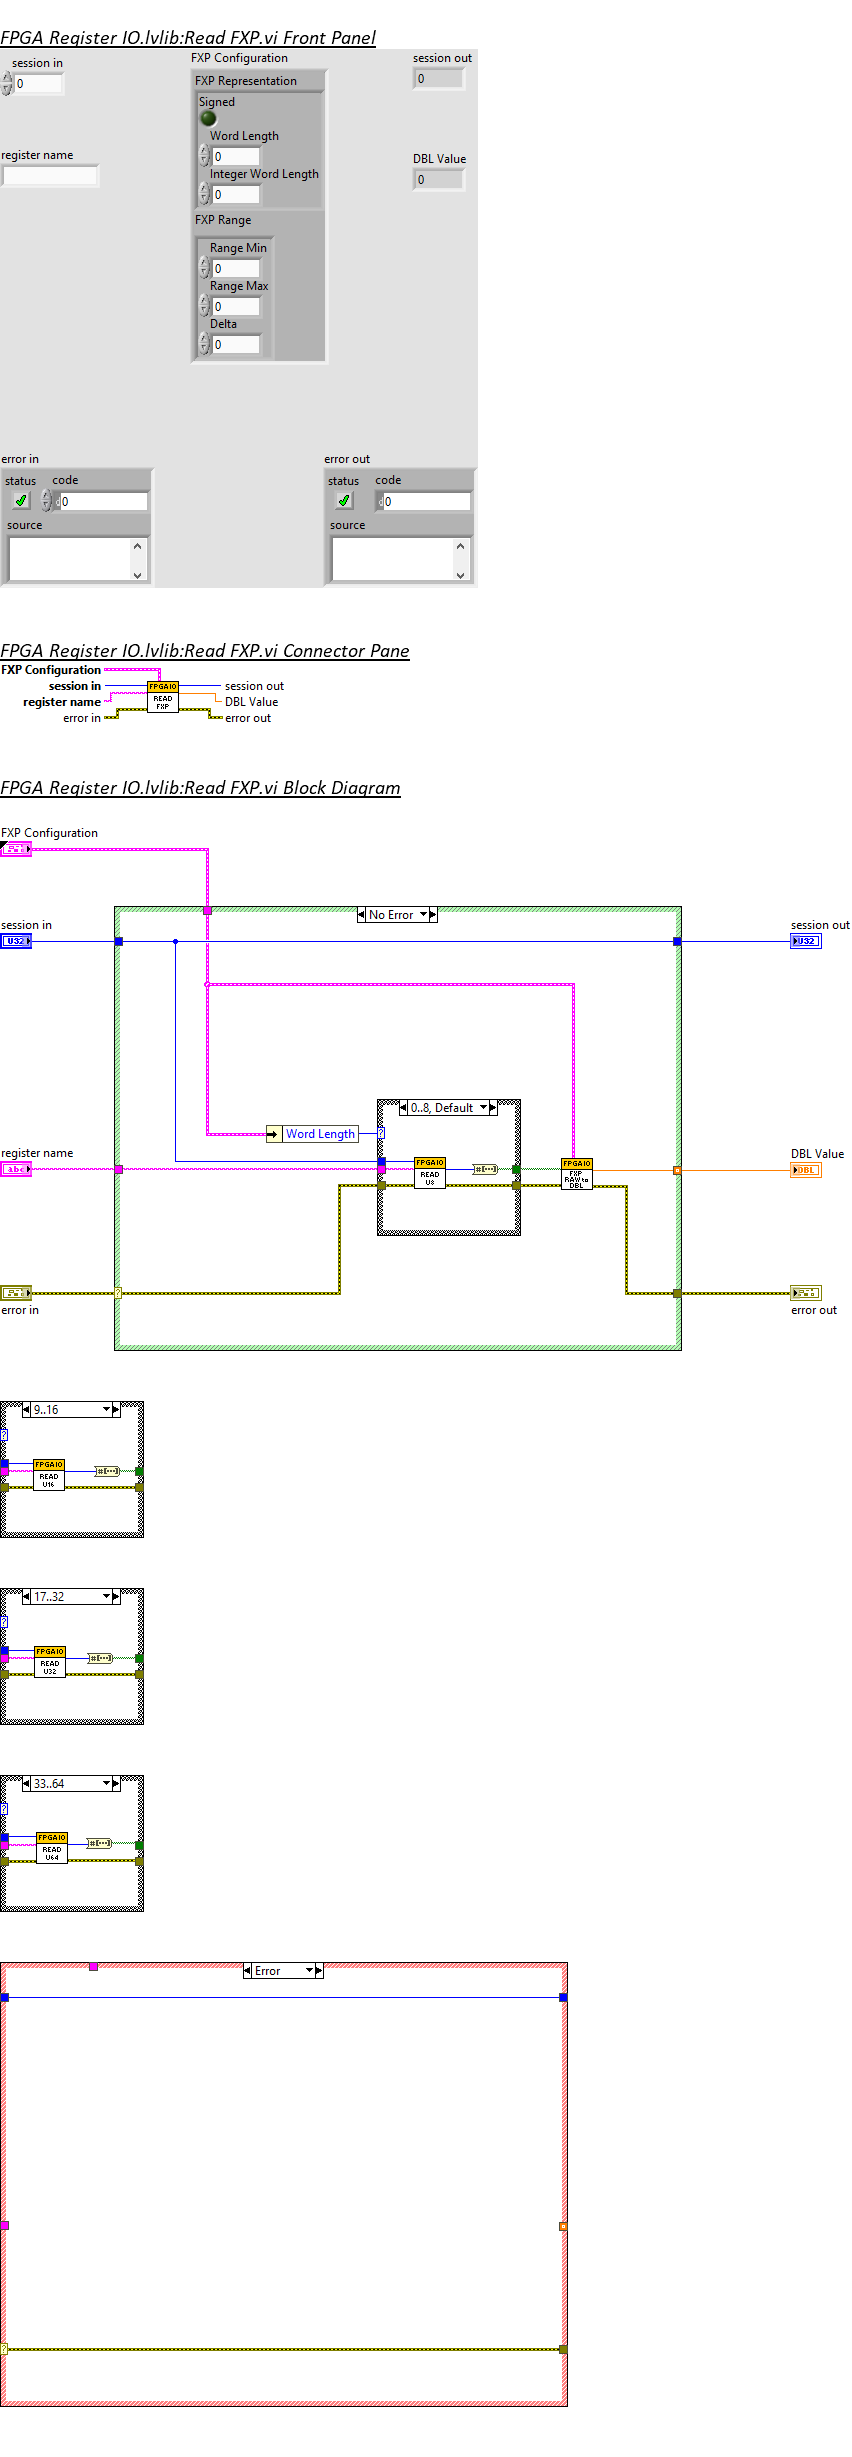 FPGA Register IO.lvlib:Read FXP.vi Front Panel
session in
0
FXP Configuration
session out
0
FXP Representation
Signed
Word Length
0
register name
DBL Value
0
Integer Word Length
0
FXP Range
Range Min
0
Range Max
0
Delta
0
error in
error out
status code
0
status code
0
source
source
FPGA Register IO.lvlib:Read FXP.vi Connector Pane
FXP Configuration
session in
register name
error in
FPGA IO
READ
FXP
session out
DBL Value
error out
FPGA Register IO.lvlib:Read FXP.vi Block Diagram
FXP Configuration
No Error
session in
U32
session out
U32
0..8, Default
Word Length
?
register name
abc
FPGA IO
READ
U8
#[...]
FPGA IO
FXP
RAW to
DBL
DBL Value
DBL
?
error in
error out
9..16
?
FPGA IO
READ
U16
#[...]
17..32
?
FPGA IO
READ
U32
#[...]
33..64
?
FPGA IO
READ
U64
#[...]
Error
?